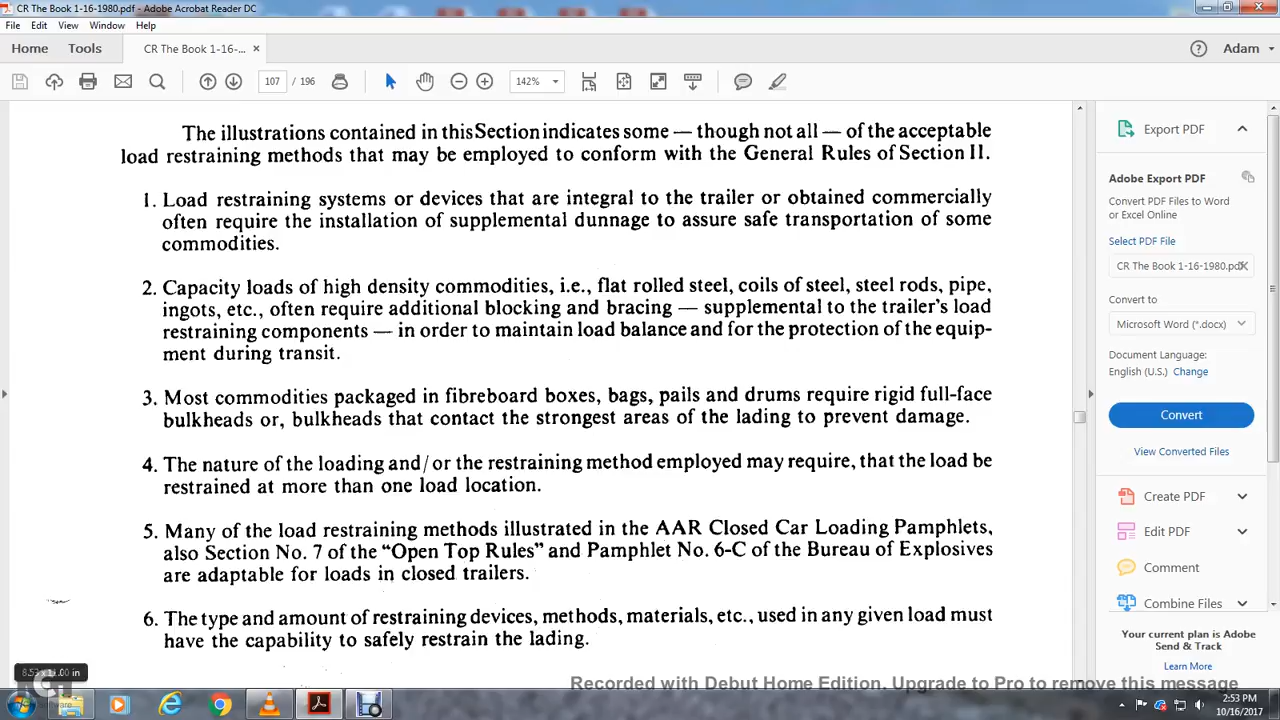 CR The Book 1-16-1980.pdf - Adobe Acrobat Reader DC
File Edit View Window Help
Home Tools CR The Book 1-16-... × ? Adam
107 / 196 142%
The illustrations contained in this Section indicates some — though not all — of the acceptable
load restraining methods that may be employed to conform with the General Rules of Section II.
1. Load restraining systems or devices that are integral to the trailer or obtained commercially
often require the installation of supplemental dunnage to assure safe transportation of some
commodities.
2. Capacity loads of high density commodities, i.e., flat rolled steel, coils of steel, steel rods, pipe,
ingots, etc., often require additional blocking and bracing — supplemental to the trailer's load
restraining components — in order to maintain load balance and for the protection of the equip-
ment during transit.
3. Most commodities packaged in fibreboard boxes, bags, pails and drums require rigid full-face
bulkheads or, bulkheads that contact the strongest areas of the lading to prevent damage.
4. The nature of the loading and/or the restraining method employed may require, that the load be
restrained at more than one load location.
5. Many of the load restraining methods illustrated in the AAR Closed Car Loading Pamphlets,
also Section No. 7 of the “Open Top Rules” and Pamphlet No. 6-C of the Bureau of Explosives
are adaptable for loads in closed trailers.
6. The type and amount of restraining devices, methods, materials, etc., used in any given load must
have the capability to safely restrain the lading.
8.53 x 11.00 in
Export PDF
Adobe Export PDF
Convert PDF Files to Word
or Excel Online
Select PDF File
CR The Book 1-16-1980.pdf
Convert to
Microsoft Word (*.docx)
Document Language:
English (U.S.) Change
Convert
View Converted Files
Create PDF
Edit PDF
Comment
Combine Files
Your current plan is Adobe
Send & Track
Learn More
Recorded with Debut Home Edition. Upgrade to Pro to remove this message
2:53 PM
10/16/2017